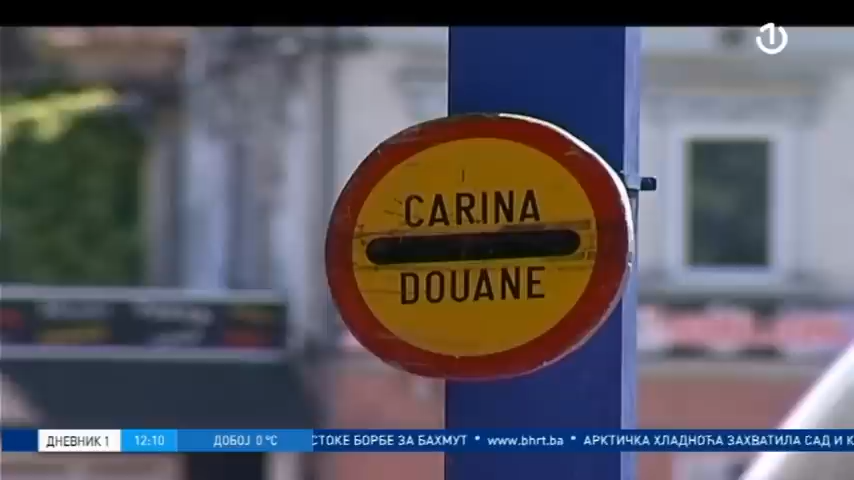 1
CARINA
DOUANE
ДНЕВНИК 1 12:10 ДОБОЈ 0 °C СТОКЕ БОРБЕ ЗА БАХМУТ * www.bhrt.ba * АРКТИЧКА ХЛАДНОЋА ЗАХВАТИЛА САД И К